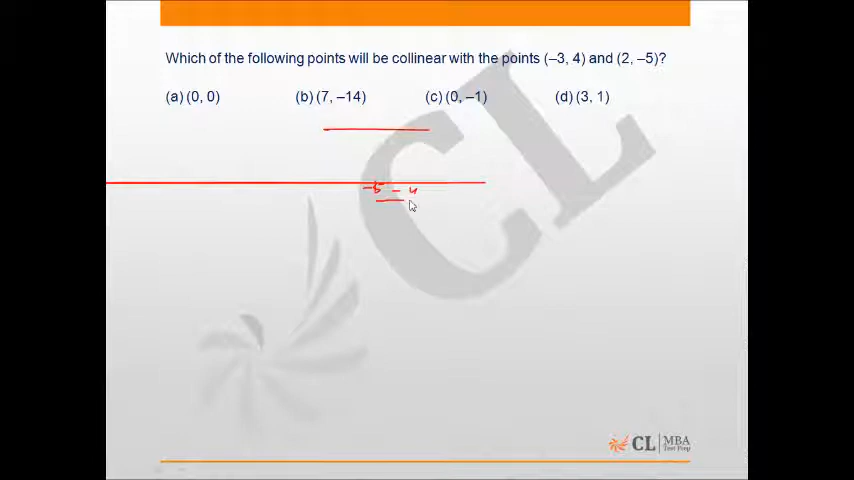 Which of the following points will be collinear with the points (–3, 4) and (2, –5)?
(a) (0, 0) (b) (7, –14) (c) (0, –1) (d) (3, 1)
–5 – 4
CL
CL MBA
Test Prep